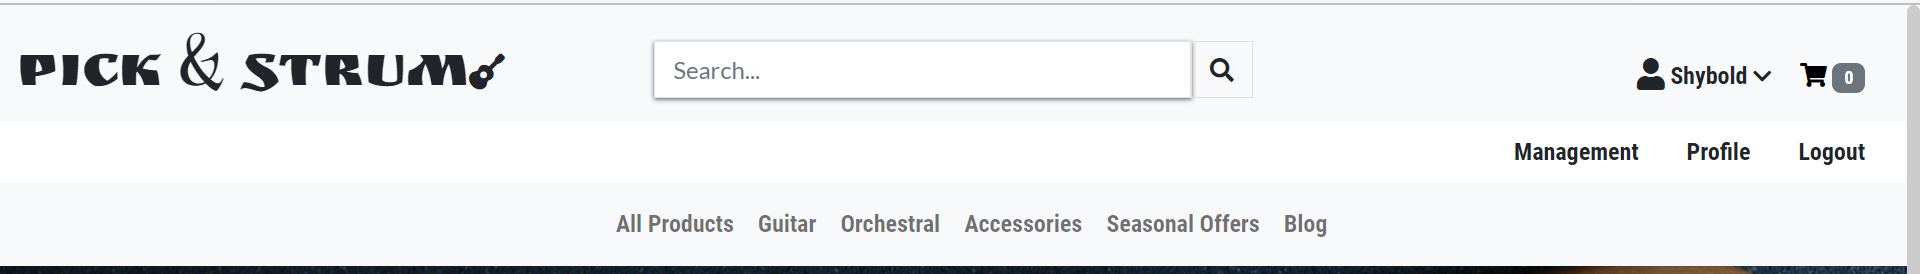 PICK & STRUM
Search...
Shybold
0
Management Profile Logout
All Products Guitar Orchestral Accessories Seasonal Offers Blog